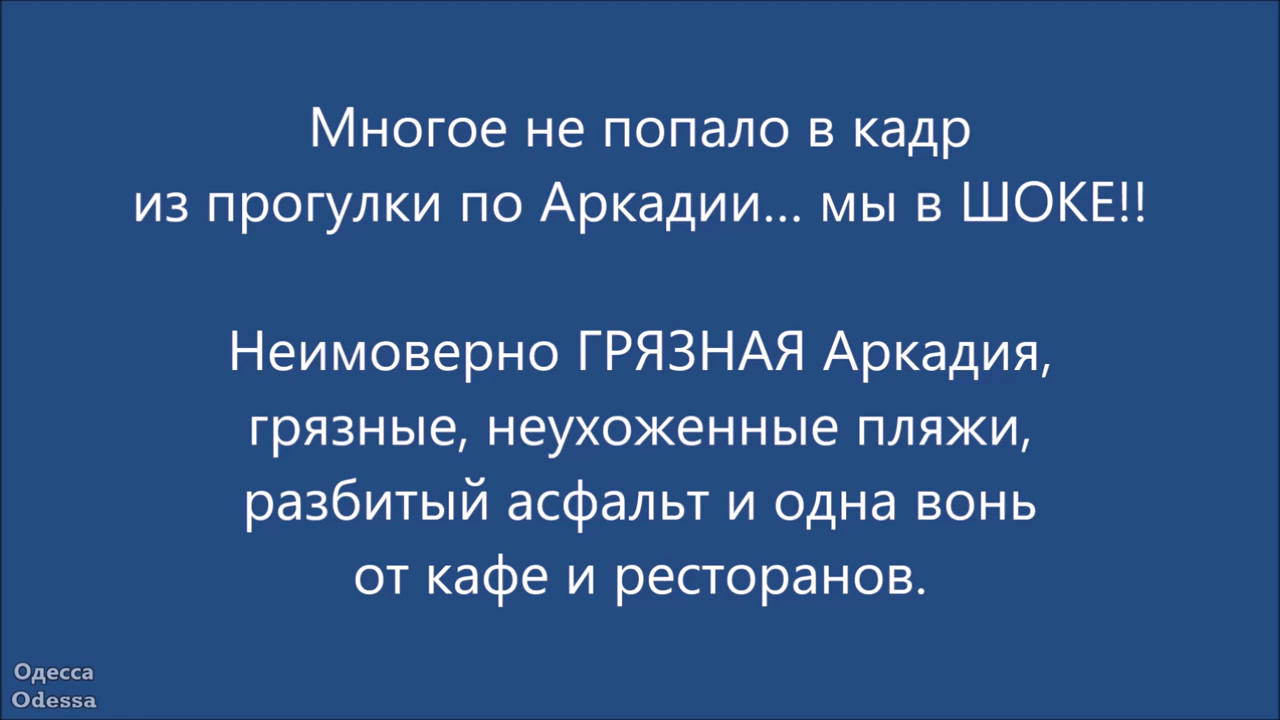 Многое не попало в кадр
из прогулки по Аркадии... мы в ШОКЕ!!
Неимоверно ГРЯЗНАЯ Аркадия,
грязные, неухоженные пляжи,
разбитый асфальт и одна вонь
от кафе и ресторанов.
Одесса
Odessa